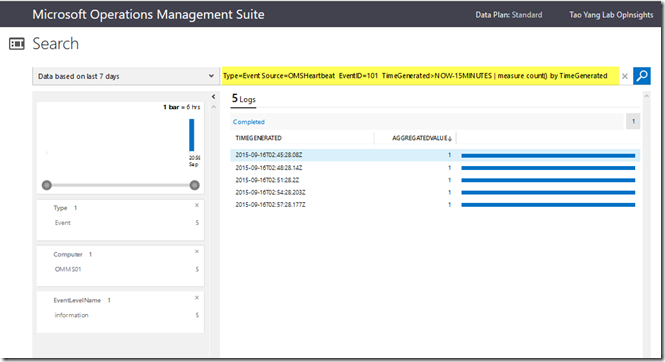 Microsoft Operations Management Suite
Data Plan: Standard
Tao Yang Lab OpInsights
Search
Data based on last 7 days
Type=Event Source=OMSHeartbeat EventID=101 TimeGenerated>NOW-15MINUTES | measure count() by TimeGenerated
1 bar = 6 hrs
Sep
Type 1
Event 5
Computer 1
OMMS01 5
EventLevelName 1
information 5
5 Logs
Completed
1
TIMEGENERATED AGGREGATEDVALUE
2015-09-16T02:45:28.08Z 1
2015-09-16T02:48:28.14Z 1
2015-09-16T02:51:28.2Z 1
2015-09-16T02:54:28.203Z 1
2015-09-16T02:57:28.177Z 1